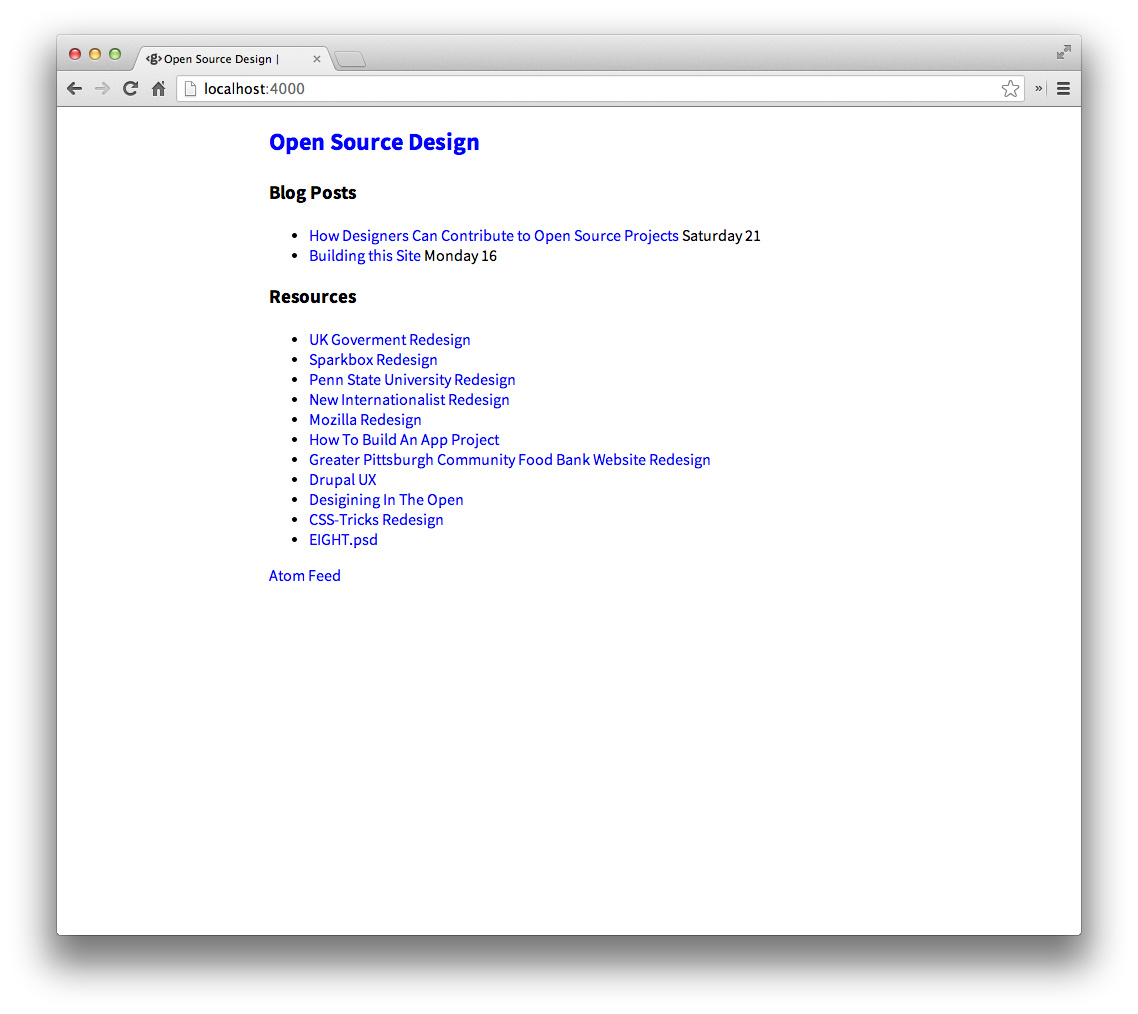 <g> Open Source Design |
localhost:4000
Open Source Design
Blog Posts
How Designers Can Contribute to Open Source Projects Saturday 21
Building this Site Monday 16
Resources
UK Goverment Redesign
Sparkbox Redesign
Penn State University Redesign
New Internationalist Redesign
Mozilla Redesign
How To Build An App Project
Greater Pittsburgh Community Food Bank Website Redesign
Drupal UX
Desigining In The Open
CSS-Tricks Redesign
EIGHT.psd
Atom Feed